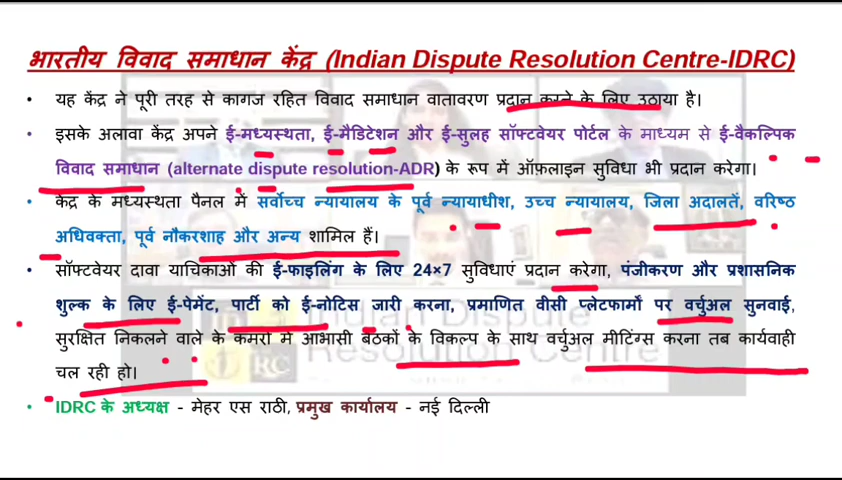 भारतीय विवाद समाधान केंद्र (Indian Dispute Resolution Centre-IDRC)
• यह केंद्र ने पूरी तरह से कागज रहित विवाद समाधान वातावरण प्रदान करने के लिए उठाया है।
• इसके अलावा केंद्र अपने ई-मध्यस्थता, ई-मैडिटेशन और ई-सुलह सॉफ्टवेयर पोर्टल के माध्यम से ई-वैकल्पिक
विवाद समाधान (alternate dispute resolution-ADR) के रूप में ऑफ़लाइन सुविधा भी प्रदान करेगा।
• केंद्र के मध्यस्थता पैनल में सर्वोच्च न्यायालय के पूर्व न्यायाधीश, उच्च न्यायालय, जिला अदालतें, वरिष्ठ
अधिवक्ता, पूर्व नौकरशाह और अन्य शामिल हैं।
• सॉफ्टवेयर दावा याचिकाओं की ई-फाइलिंग के लिए 24×7 सुविधाएं प्रदान करेगा, पंजीकरण और प्रशासनिक
शुल्क के लिए ई-पेमेंट, पार्टी को ई-नोटिस जारी करना, प्रमाणित वीसी प्लेटफार्मों पर वर्चुअल सुनवाई,
सुरक्षित निकलने वाले के कमरों में आभासी बैठकों के विकल्प के साथ वर्चुअल मीटिंग्स करना तब कार्यवाही
चल रही हो।
• IDRC के अध्यक्ष - मेहर एस राठी, प्रमुख कार्यालय - नई दिल्ली
Indian Dispute
Resolution Centre